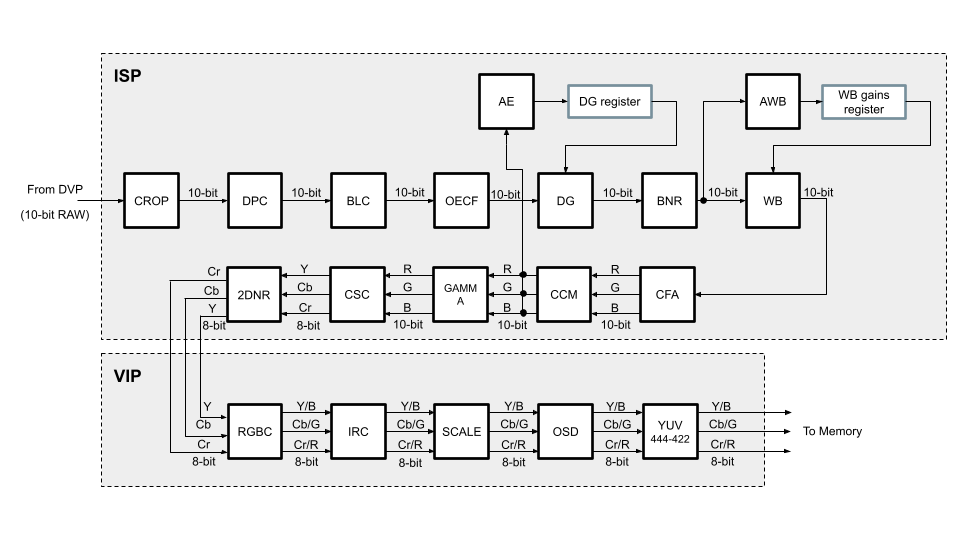 ISP
AE
DG register
AWB
WB gains
register
From DVP
(10-bit RAW)
CROP
10-bit
DPC
10-bit
BLC
10-bit
OECF
10-bit
DG
10-bit
BNR
10-bit
WB
10-bit
Cr
Cb
Y
8-bit
2DNR
Y
Cb
Cr
8-bit
CSC
R
G
B
10-bit
GAMM
A
R
G
B
10-bit
CCM
R
G
B
10-bit
CFA
VIP
Y
Cb
Cr
8-bit
RGBC
Y/B
Cb/G
Cr/R
8-bit
IRC
Y/B
Cb/G
Cr/R
8-bit
SCALE
Y/B
Cb/G
Cr/R
8-bit
OSD
Y/B
Cb/G
Cr/R
8-bit
YUV
444-422
Y/B
Cb/G
Cr/R
8-bit
To Memory